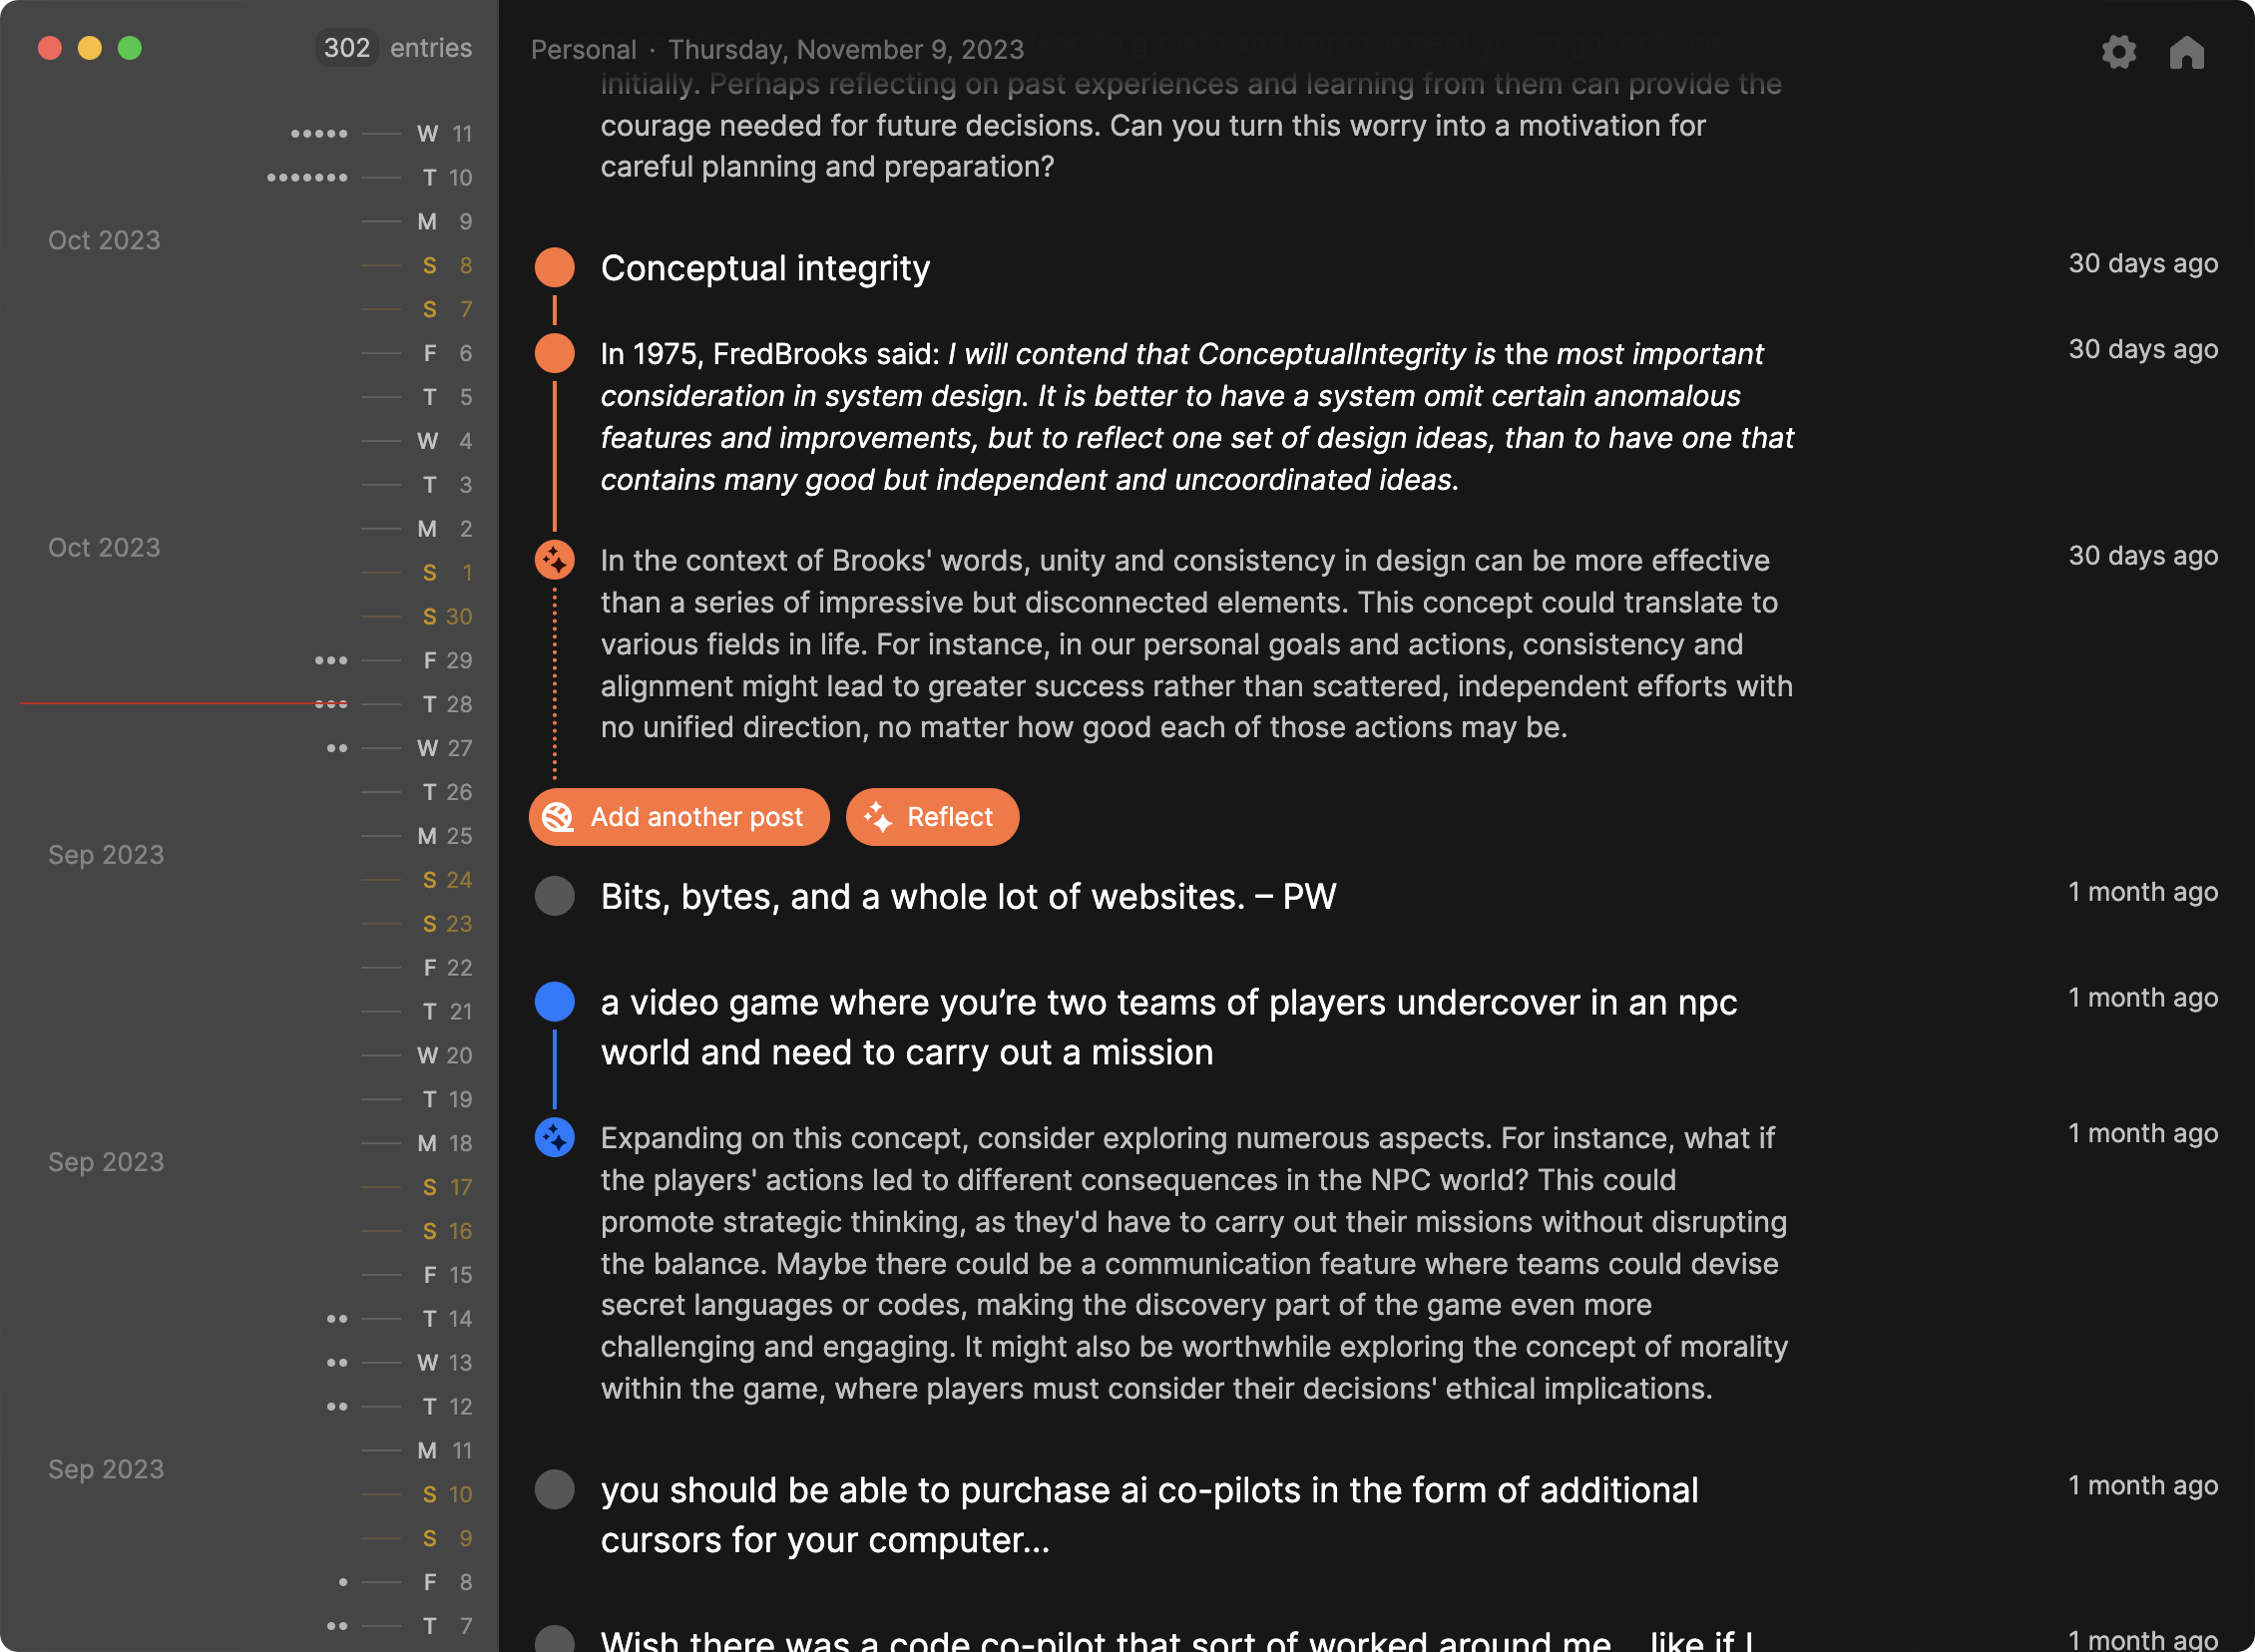 302 entries
W 11
T 10
M 9
Oct 2023
S 8
S 7
F 6
T 5
W 4
T 3
M 2
Oct 2023
S 1
S 30
F 29
T 28
W 27
T 26
M 25
Sep 2023
S 24
S 23
F 22
T 21
W 20
T 19
M 18
Sep 2023
S 17
S 16
F 15
T 14
W 13
T 12
M 11
Sep 2023
S 10
S 9
F 8
T 7
Personal · Thursday, November 9, 2023
lead to growth and improvement you might not see
initially. Perhaps reflecting on past experiences and learning from them can provide the
courage needed for future decisions. Can you turn this worry into a motivation for
careful planning and preparation?
Conceptual integrity
30 days ago
In 1975, FredBrooks said: I will contend that ConceptualIntegrity is the most important
30 days ago
consideration in system design. It is better to have a system omit certain anomalous
features and improvements, but to reflect one set of design ideas, than to have one that
contains many good but independent and uncoordinated ideas.
In the context of Brooks' words, unity and consistency in design can be more effective
30 days ago
than a series of impressive but disconnected elements. This concept could translate to
various fields in life. For instance, in our personal goals and actions, consistency and
alignment might lead to greater success rather than scattered, independent efforts with
no unified direction, no matter how good each of those actions may be.
Add another post
Reflect
Bits, bytes, and a whole lot of websites. – PW
1 month ago
a video game where you’re two teams of players undercover in an npc
1 month ago
world and need to carry out a mission
Expanding on this concept, consider exploring numerous aspects. For instance, what if
1 month ago
the players' actions led to different consequences in the NPC world? This could
promote strategic thinking, as they'd have to carry out their missions without disrupting
the balance. Maybe there could be a communication feature where teams could devise
secret languages or codes, making the discovery part of the game even more
challenging and engaging. It might also be worthwhile exploring the concept of morality
within the game, where players must consider their decisions' ethical implications.
you should be able to purchase ai co-pilots in the form of additional
1 month ago
cursors for your computer...
Wish there was a code co-pilot that sort of worked around me... like if I
1 month ago